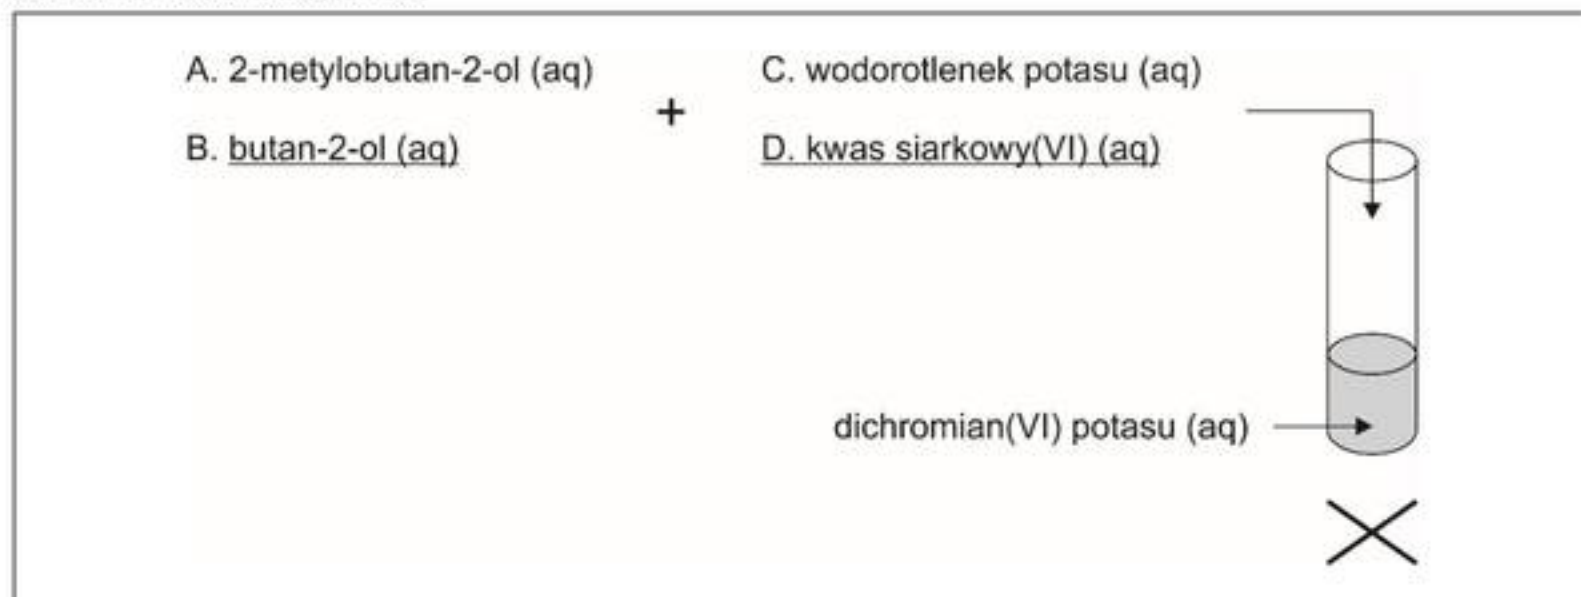 A. 2-metylobutan-2-ol (aq)
C. wodorotlenek potasu (aq)
+
B. butan-2-ol (aq)
D. kwas siarkowy(VI) (aq)
dichromian(VI) potasu (aq)